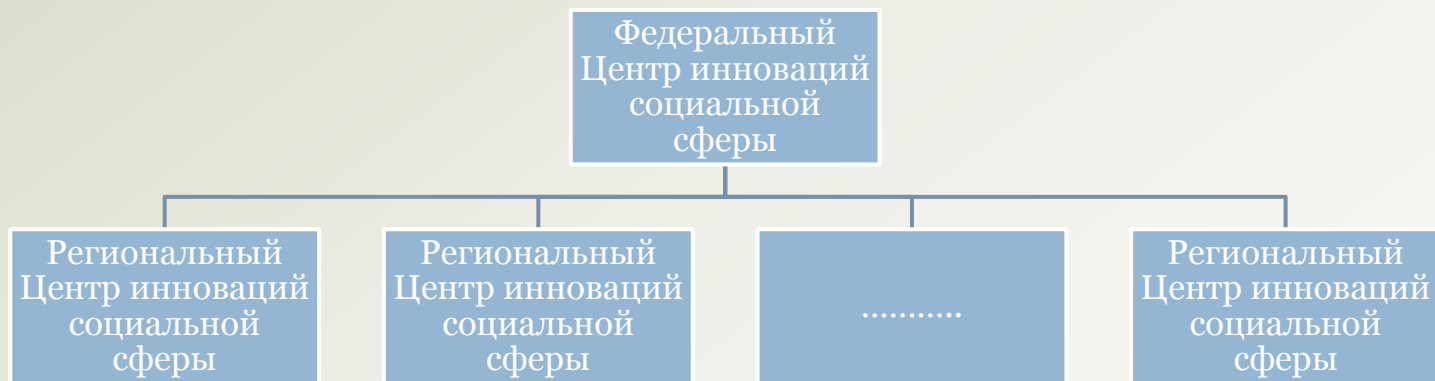 Федеральный
Центр инноваций
социальной
сферы
Региональный
Центр инноваций
социальной
сферы
Региональный
Центр инноваций
социальной
сферы
...........
Региональный
Центр инноваций
социальной
сферы